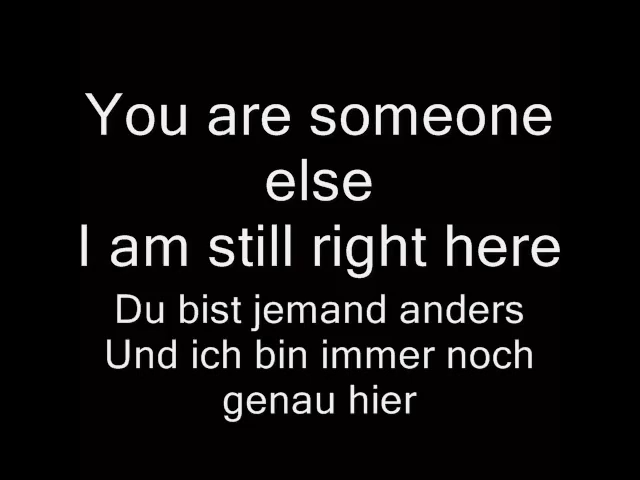 You are someone
else
I am still right here
Du bist jemand anders
Und ich bin immer noch
genau hier